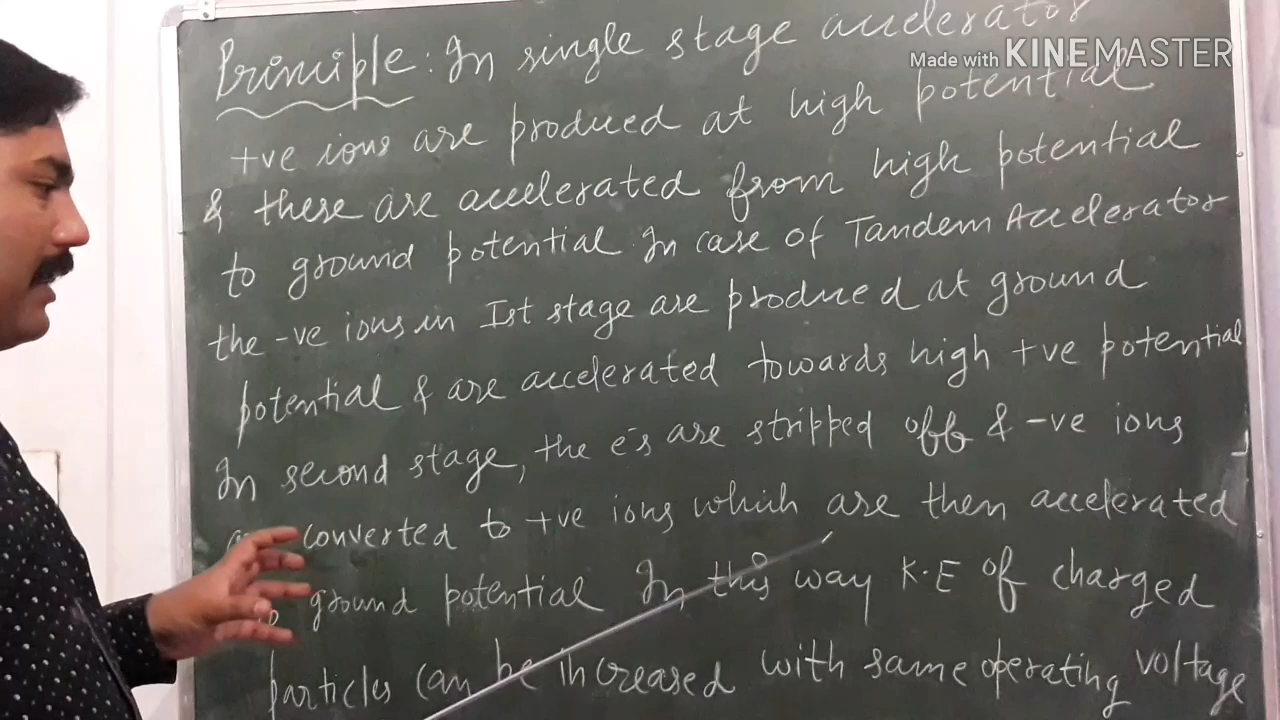 Principle: In single stage accelerator
Made with KINEMASTER
+ve ions are produced at high potential
& these are accelerated from high potential
to ground potential. In case of Tandem Accelerator
the -ve ions in Ist stage are produced at ground
potential & are accelerated towards high +ve potential
In second stage, the e⁻s are stripped off & -ve ions
converted to +ve ions which are then accelerated
ground potential In this way K.E of charged
particles can be increased with same operating voltage